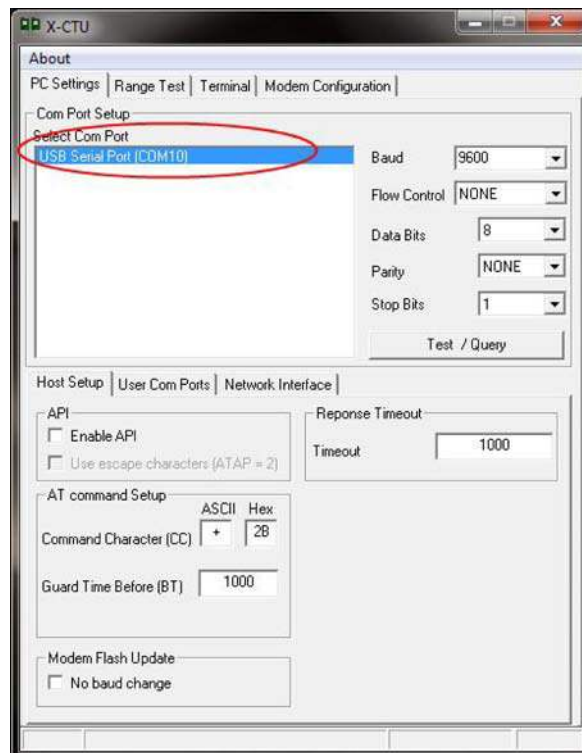 X-CTU
About
PC Settings Range Test Terminal Modem Configuration
Com Port Setup
Select Com Port
USB Serial Port (COM10)
Baud 9600
Flow Control NONE
Data Bits 8
Parity NONE
Stop Bits 1
Test / Query
Host Setup User Com Ports Network Interface
API
Enable API
Use escape characters (ATAP = 2)
Reponse Timeout
Timeout 1000
AT command Setup
ASCII Hex
Command Character (CC) + 2B
Guard Time Before (BT) 1000
Modem Flash Update
No baud change